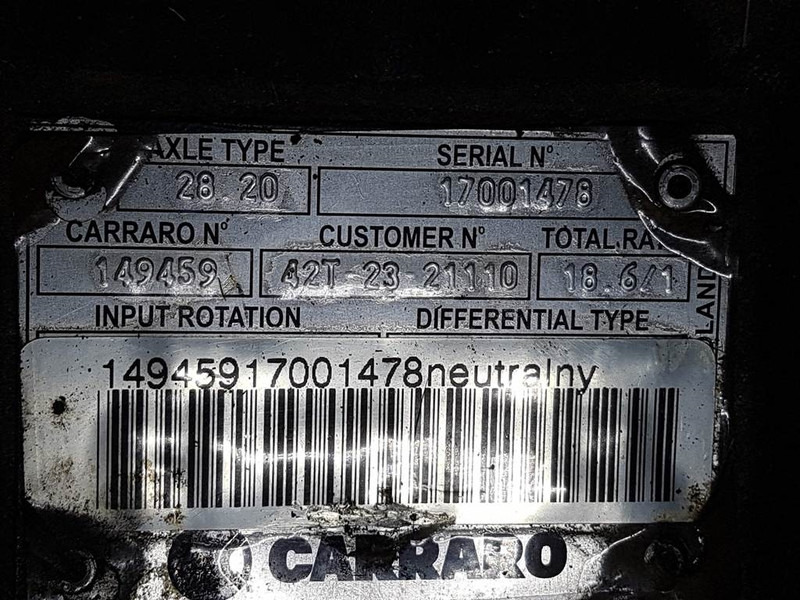 AXLE TYPE SERIAL N°
28.20 17001478
CARRARO N° CUSTOMER N° TOTAL RA
149459 42T-23-21110 18.6/1
INPUT ROTATION DIFFERENTIAL TYPE
14945917001478neutralny
CARRARO
LAND